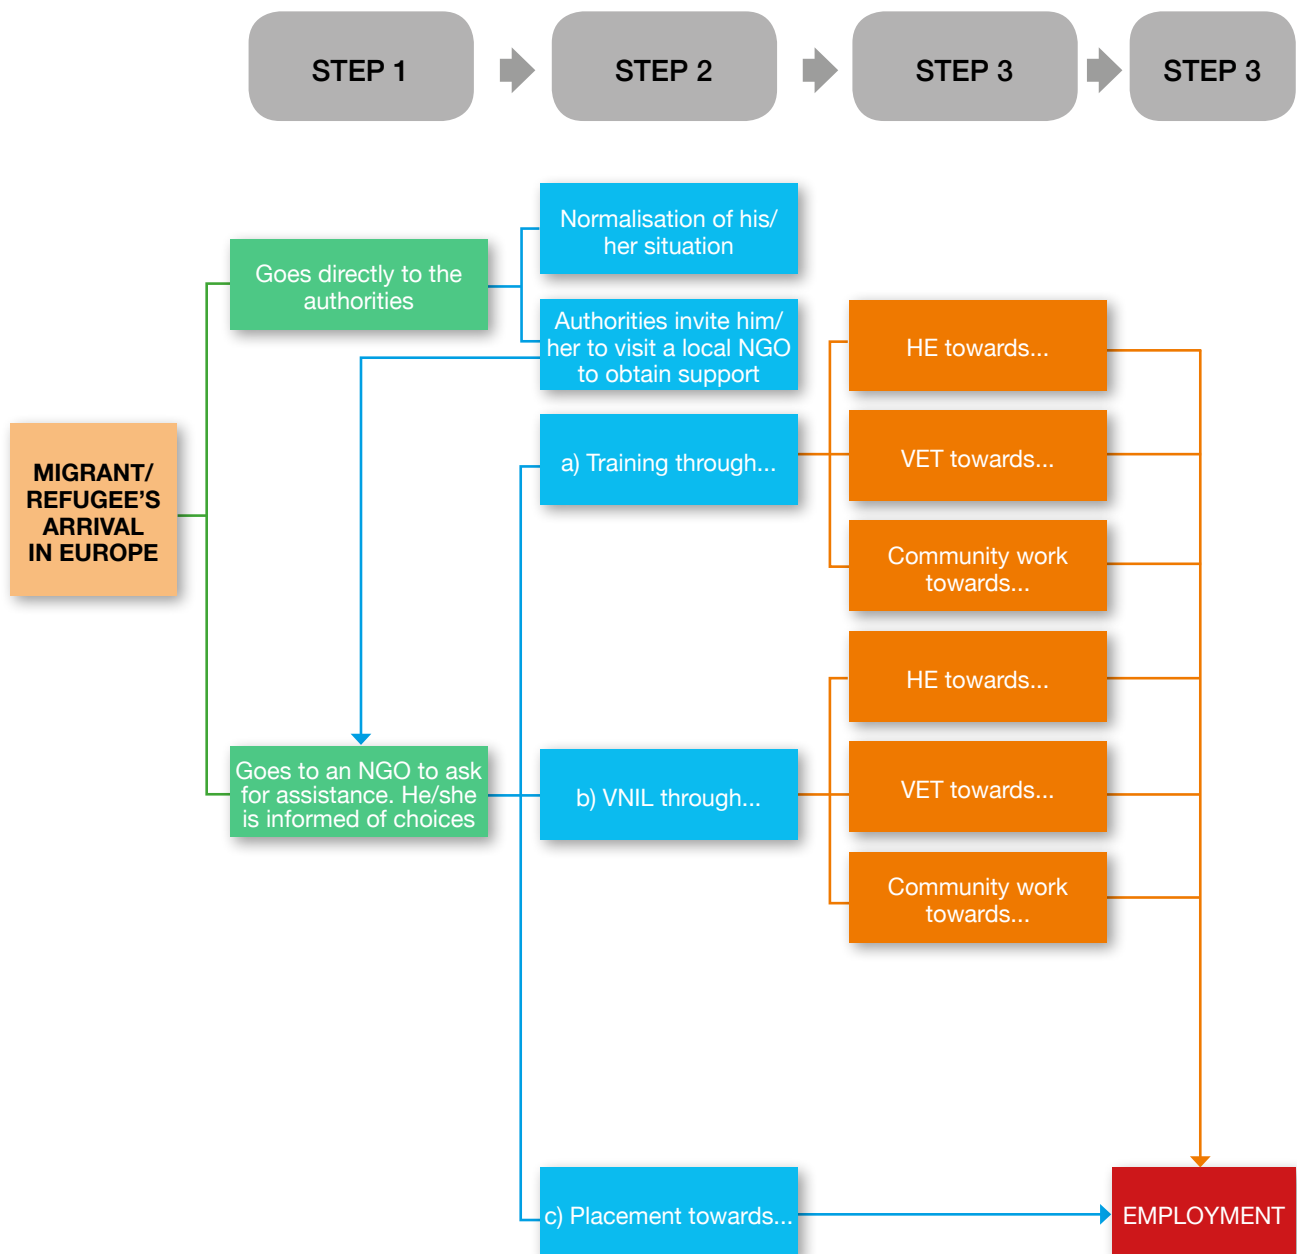 STEP 1
STEP 2
STEP 3
STEP 3
Normalisation of his/
her situation
Goes directly to the
authorities
Authorities invite him/
her to visit a local NGO
to obtain support
HE towards...
a) Training through...
VET towards...
MIGRANT/
REFUGEE'S
ARRIVAL
IN EUROPE
Community work
towards...
HE towards...
Goes to an NGO to ask
for assistance. He/she
is informed of choices
b) VNIL through...
VET towards...
Community work
towards...
c) Placement towards...
EMPLOYMENT